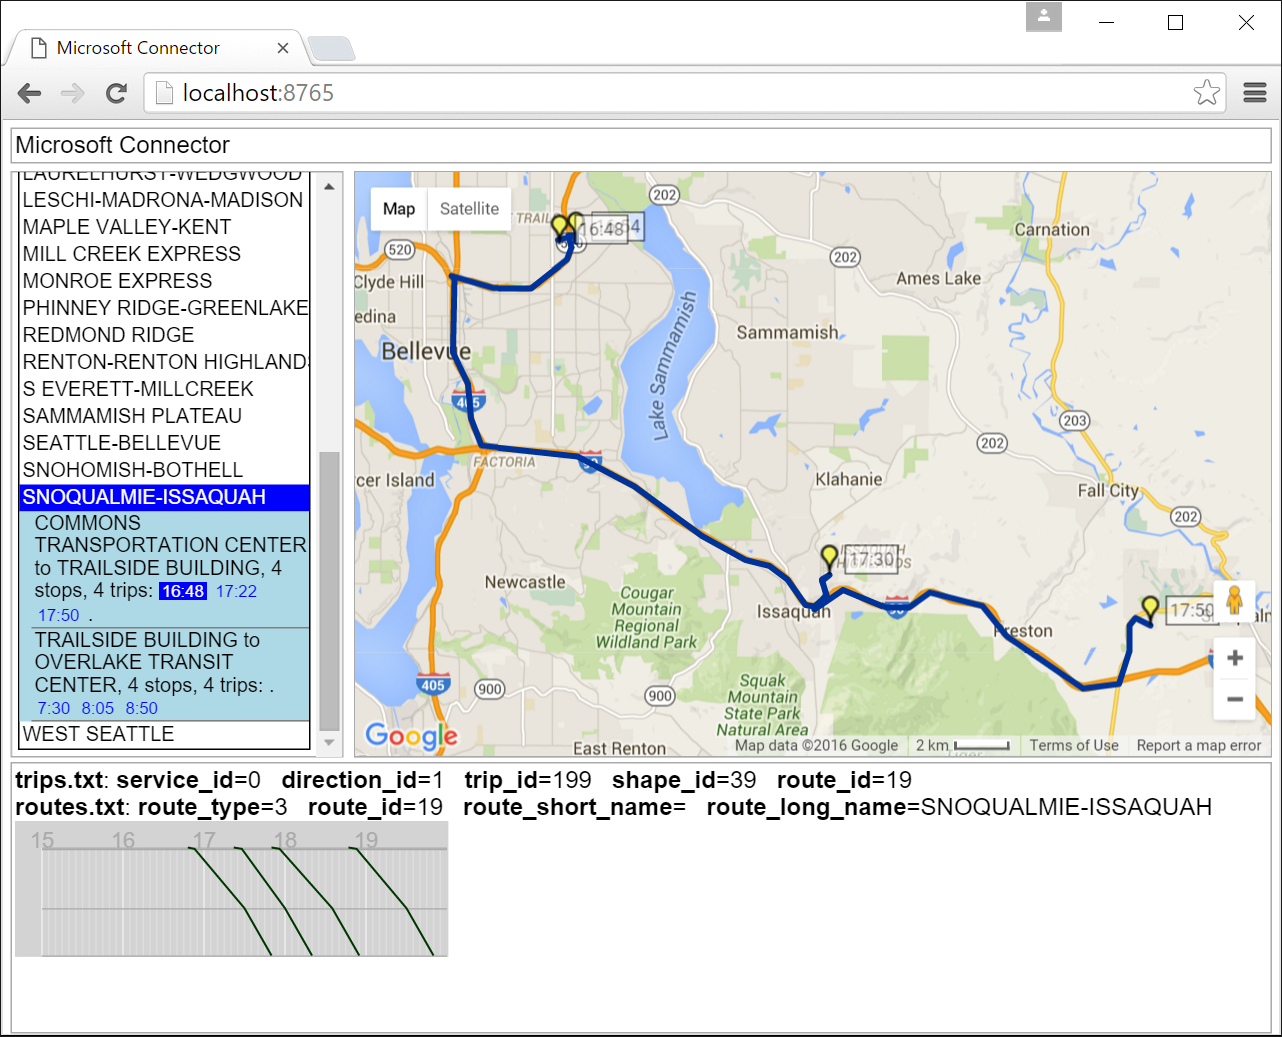 Microsoft Connector
localhost:8765
Microsoft Connector
LAURELHURST-WEDGWOOD
LESCHI-MADRONA-MADISON
MAPLE VALLEY-KENT
MILL CREEK EXPRESS
MONROE EXPRESS
PHINNEY RIDGE-GREENLAKE
REDMOND RIDGE
RENTON-RENTON HIGHLANDS
S EVERETT-MILLCREEK
SAMMAMISH PLATEAU
SEATTLE-BELLEVUE
SNOHOMISH-BOTHELL
SNOQUALMIE-ISSAQUAH
COMMONS
TRANSPORTATION CENTER
to TRAILSIDE BUILDING, 4
stops, 4 trips: 16:48 17:22
17:50 .
TRAILSIDE BUILDING to
OVERLAKE TRANSIT
CENTER, 4 stops, 4 trips: .
7:30 8:05 8:50
WEST SEATTLE
Map Satellite
202
T TRAIL
16:48
54
520
520
Clyde Hill
edina
Bellevue
405
Lake Sammamish
Sammamish
202
Ames Lake
Carnation
203
202
FACTORIA
90
cer Island
Klahanie
Fall City
202
ISSAQUAH
HIGHLANDS
17:30
Newcastle
Cougar
Mountain
Regional
Wildland Park
Issaquah
90
Preston
17:50
405
900
900
Squak
Mountain
State Park
Natural Area
Tiger
East Renton
Google
Map data ©2016 Google 2 km Terms of Use Report a map error
trips.txt: service_id=0 direction_id=1 trip_id=199 shape_id=39 route_id=19
routes.txt: route_type=3 route_id=19 route_short_name= route_long_name=SNOQUALMIE-ISSAQUAH
15 16 17 18 19